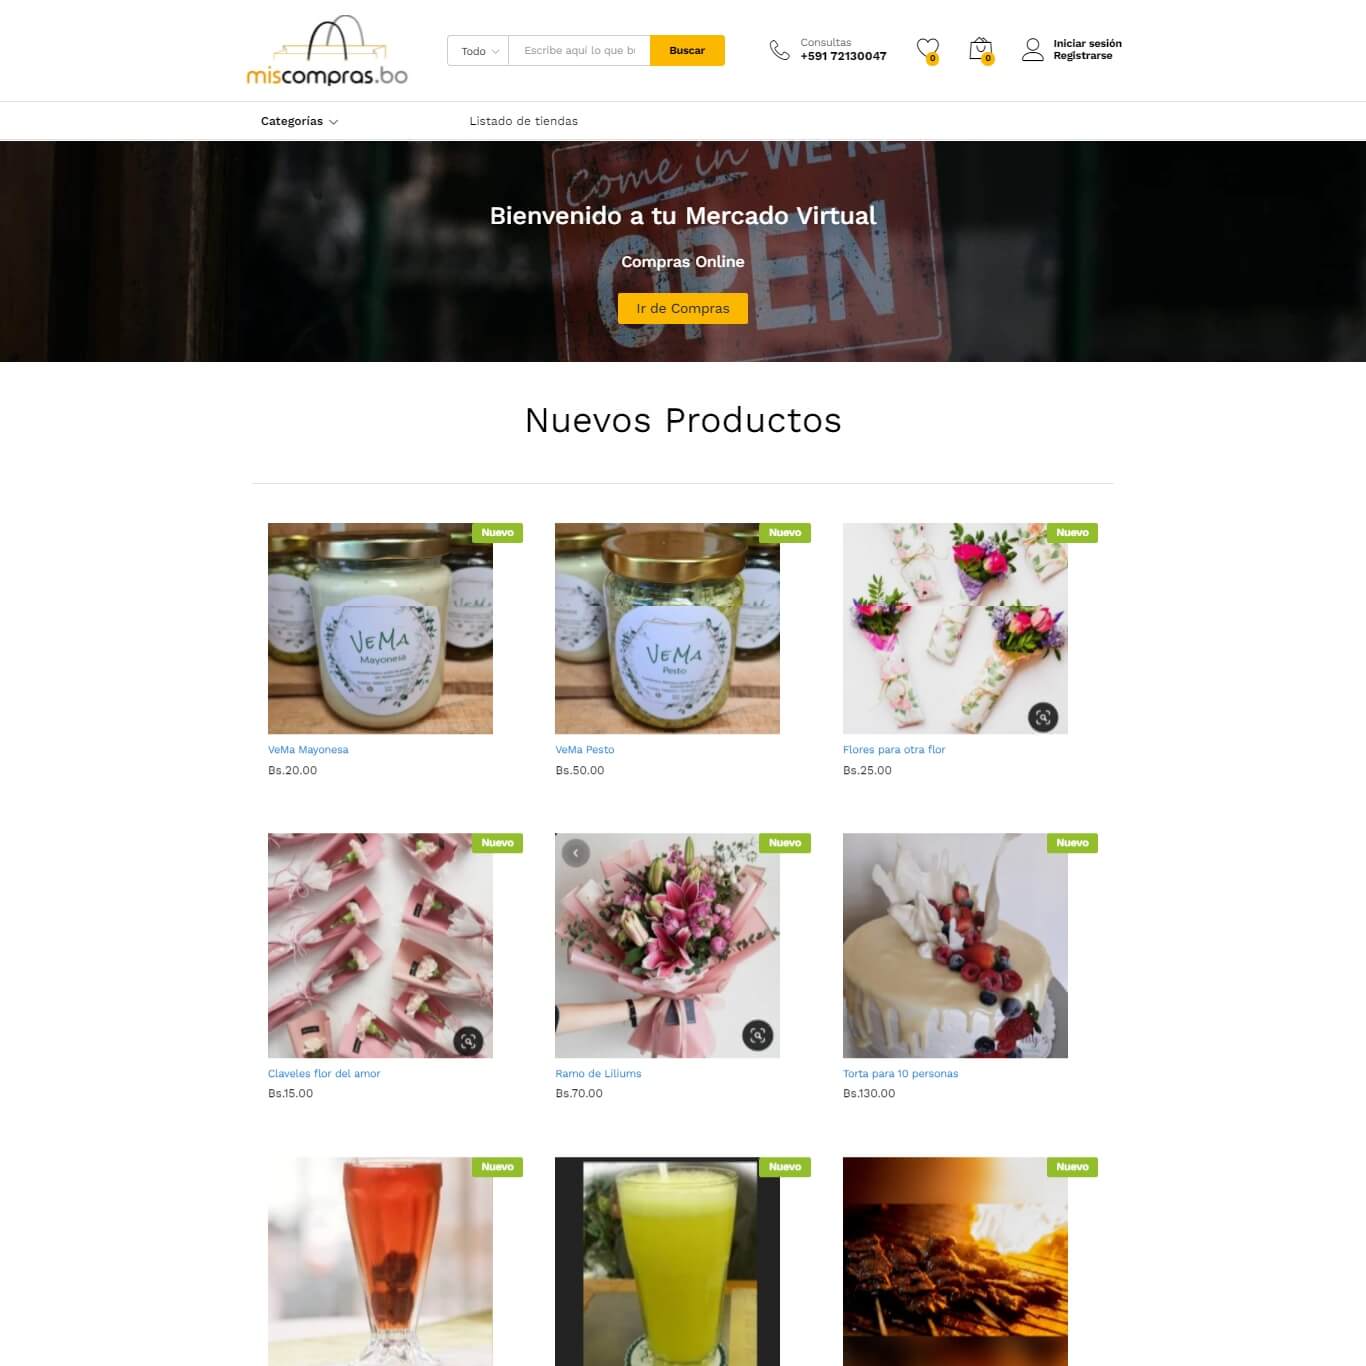 miscompras.bo
Todo
Escribe aquí lo que bu
Buscar
Consultas
+591 72130047
0
0
Iniciar sesión
Registrarse
Categorías
Listado de tiendas
Come in WE'RE
OPEN
Bienvenido a tu Mercado Virtual
Compras Online
Ir de Compras
Nuevos Productos
Nuevo
Nuevo
Nuevo
VeMa
Mayonesa
VeMa
Pesto
VeMa Mayonesa
VeMa Pesto
Flores para otra flor
Bs.20.00
Bs.50.00
Bs.25.00
Nuevo
Nuevo
Nuevo
Claveles flor del amor
Ramo de Liliums
Torta para 10 personas
Bs.15.00
Bs.70.00
Bs.130.00
Nuevo
Nuevo
Nuevo